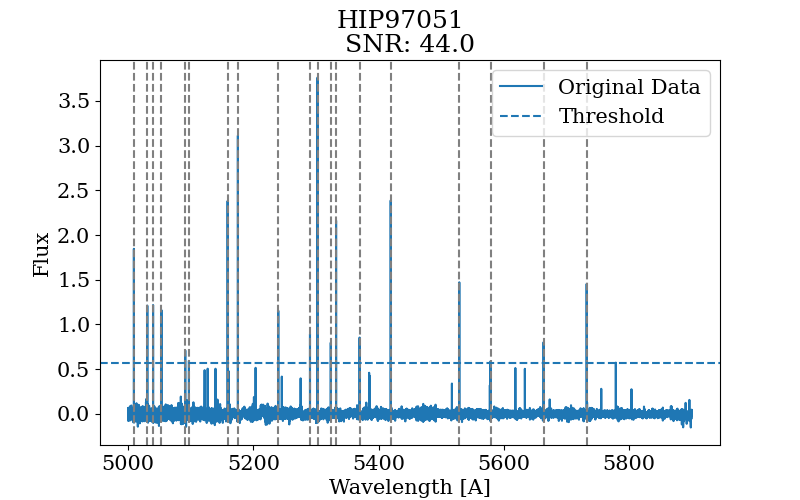 HIP97051
SNR: 44.0
Original Data
Threshold
3.5
3.0
2.5
2.0
1.5
1.0
0.5
0.0
Flux
5000 5200 5400 5600 5800
Wavelength [A]